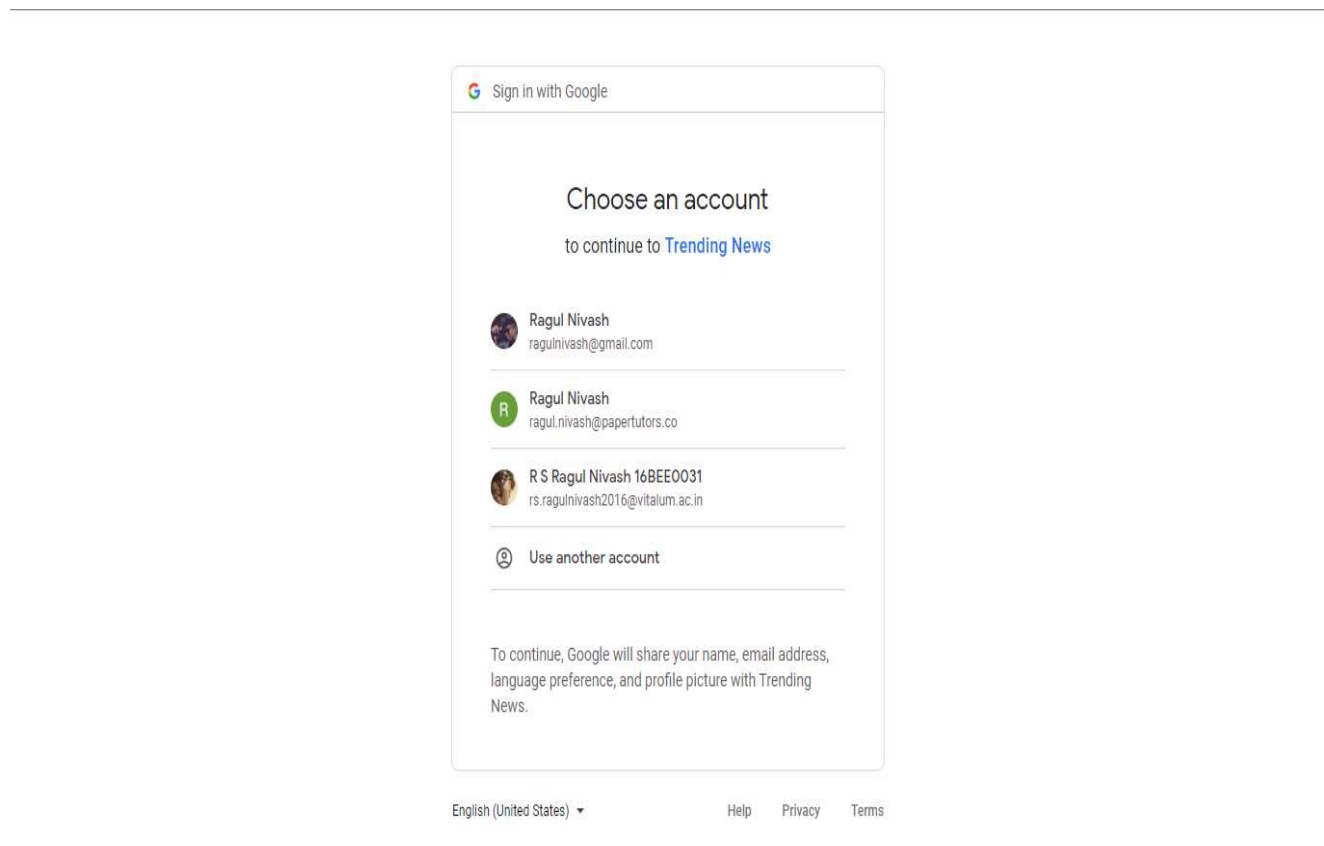 Sign in with Google
Choose an account
to continue to Trending News
Ragul Nivash
ragulnivash@gmail.com
R
Ragul Nivash
ragul.nivash@papertutors.co
R S Ragul Nivash 16BEE0031
rs.ragulnivash2016@vitalum.ac.in
Use another account
To continue, Google will share your name, email address,
language preference, and profile picture with Trending
News.
English (United States) Help Privacy Terms